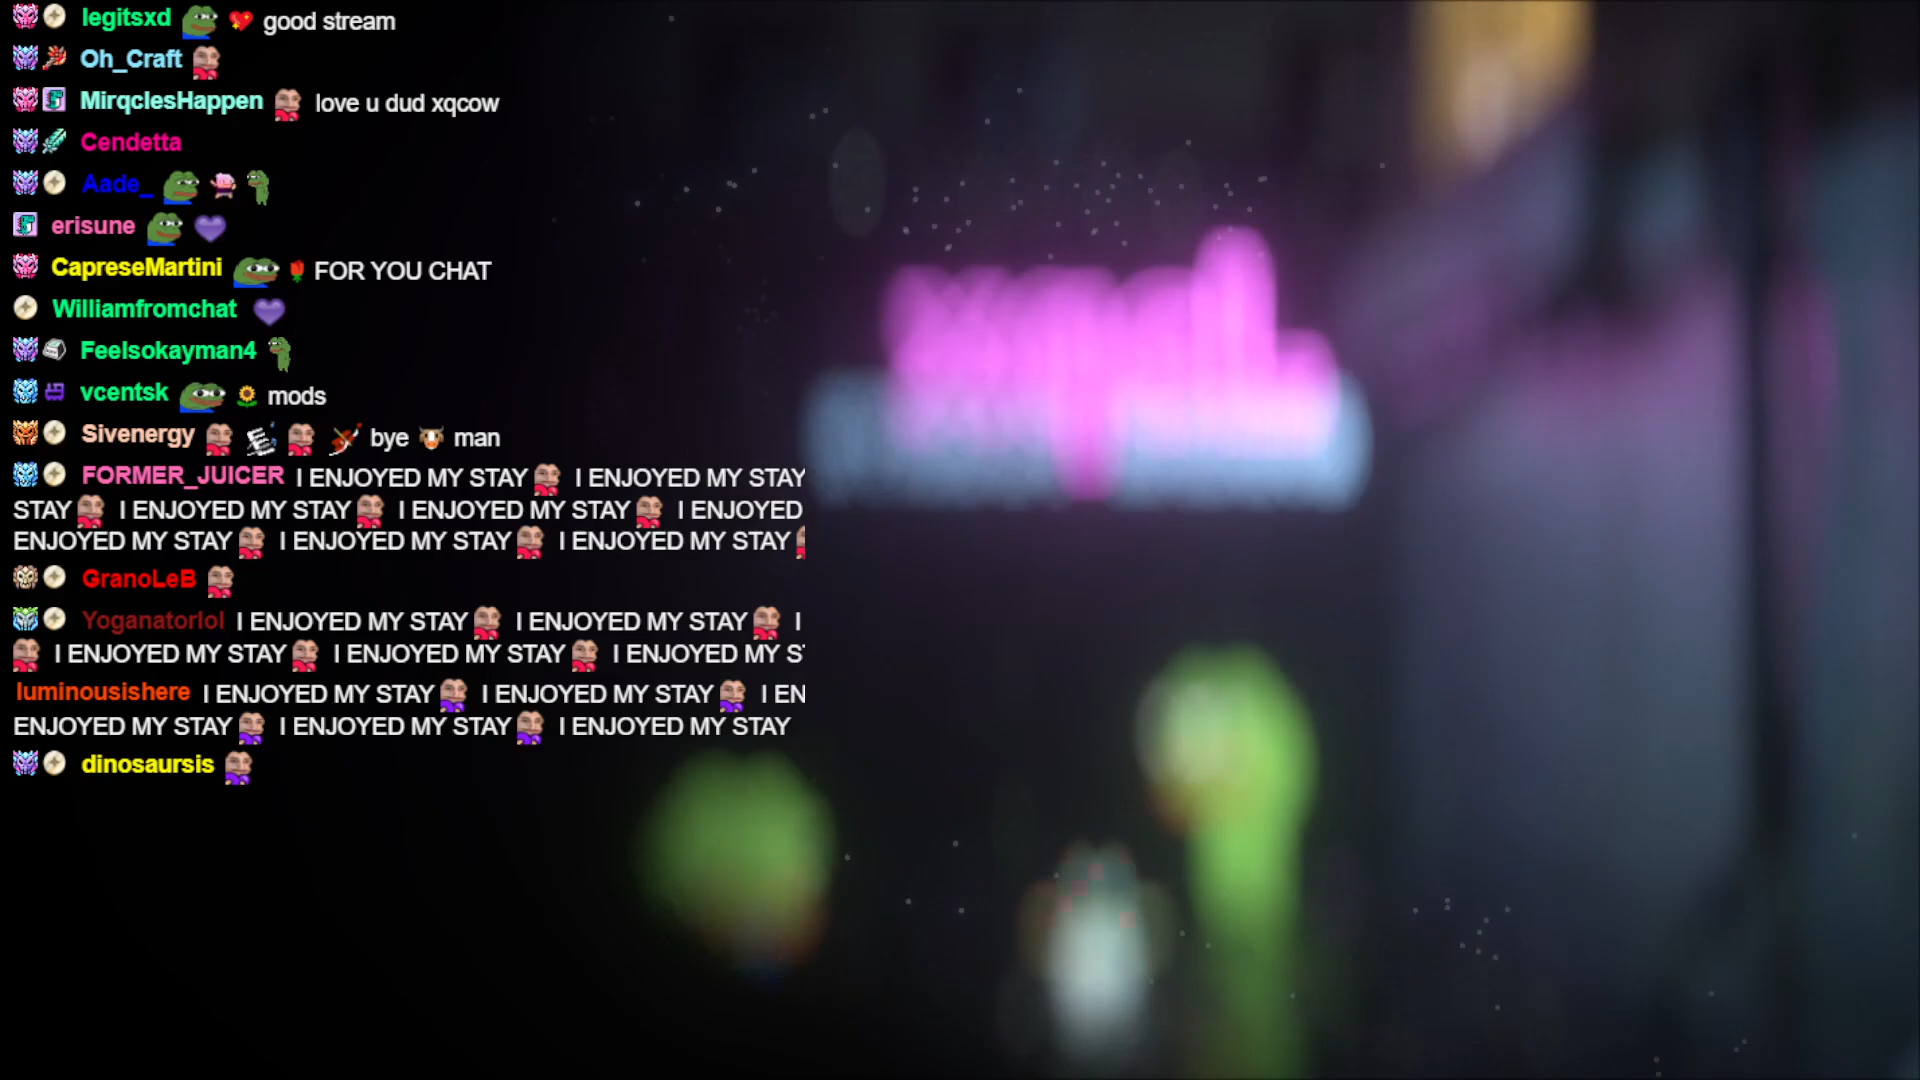 legitsxd good stream
Oh_Craft
MirqclesHappen love u dud xqcow
Cendetta
Aade_
erisune
CapreseMartini FOR YOU CHAT
Williamfromchat
Feelsokayman4
vcentsk mods
Sivenergy bye man
FORMER_JUICER I ENJOYED MY STAY I ENJOYED MY STAY
STAY I ENJOYED MY STAY I ENJOYED MY STAY I ENJOYED
ENJOYED MY STAY I ENJOYED MY STAY I ENJOYED MY STAY
GranoLeB
Yoganatorlol I ENJOYED MY STAY I ENJOYED MY STAY I
I ENJOYED MY STAY I ENJOYED MY STAY I ENJOYED MY
luminousishere I ENJOYED MY STAY I ENJOYED MY STAY I
ENJOYED MY STAY I ENJOYED MY STAY I ENJOYED MY STAY
dinosaursis